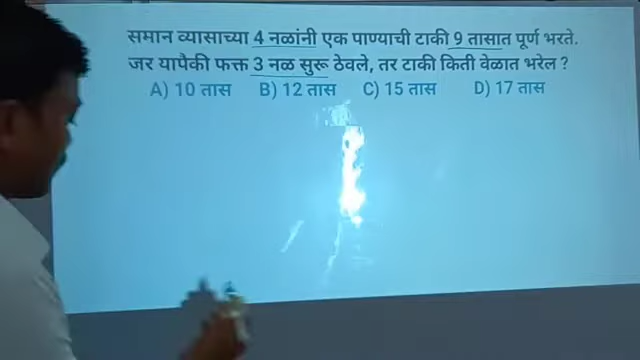 समान व्यासाच्या 4 नळांनी एक पाण्याची टाकी 9 तासात पूर्ण भरते.
जर यापैकी फक्त 3 नळ सुरू ठेवले, तर टाकी किती वेळात भरेल ?
A) 10 तास B) 12 तास C) 15 तास D) 17 तास